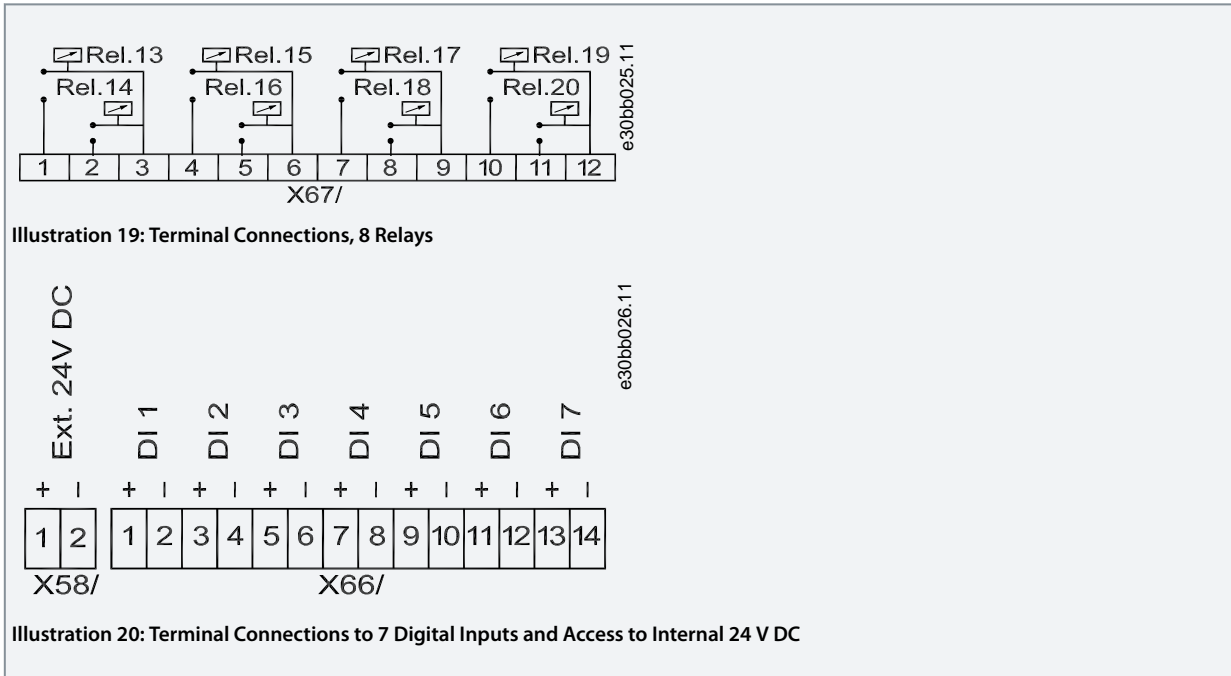 Rel.13 Rel.15 Rel.17 Rel.19
Rel.14 Rel.16 Rel.18 Rel.20
1 2 3 4 5 6 7 8 9 10 11 12
X67/
e30bb025.11
Illustration 19: Terminal Connections, 8 Relays
Ext. 24V DC DI 1 DI 2 DI 3 DI 4 DI 5 DI 6 DI 7
+ − + − + − + − + − + − + − + −
1 2 1 2 3 4 5 6 7 8 9 10 11 12 13 14
X58/ X66/
e30bb026.11
Illustration 20: Terminal Connections to 7 Digital Inputs and Access to Internal 24 V DC